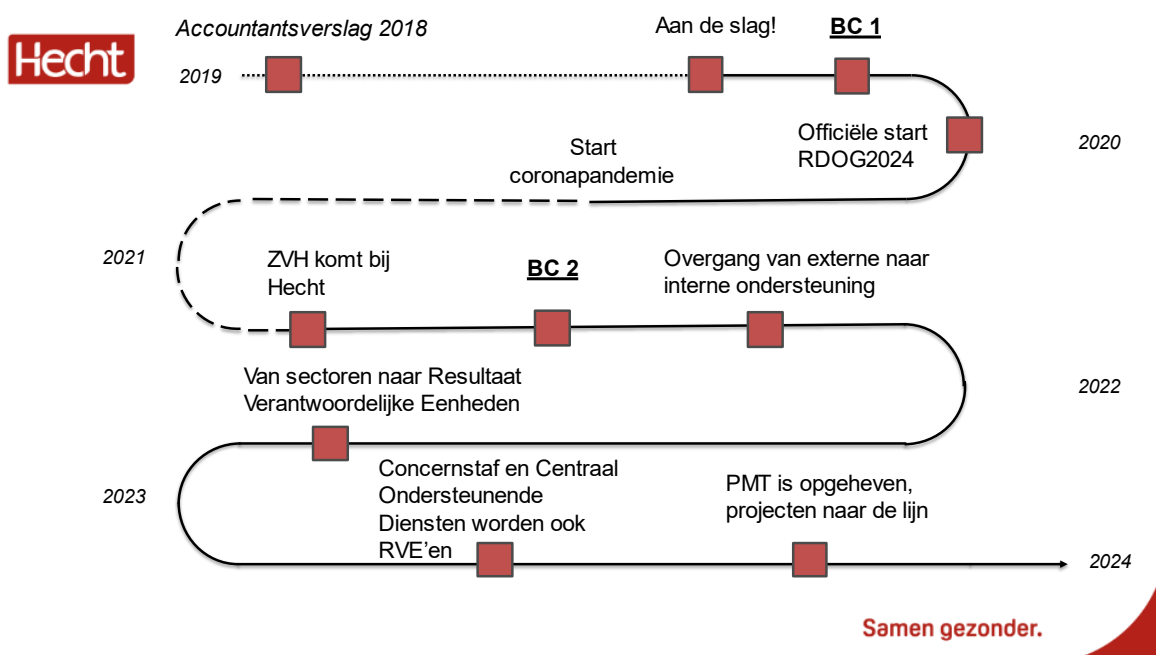 Hecht
Accountantsverslag 2018
Aan de slag!
BC 1
2019
Officiële start
RDOG2024
2020
Start
coronapandemie
2021
ZVH komt bij
Hecht
BC 2
Overgang van externe naar
interne ondersteuning
Van sectoren naar Resultaat
Verantwoordelijke Eenheden
2022
2023
Concernstaf en Centraal
Ondersteunende
Diensten worden ook
RVE'en
PMT is opgeheven,
projecten naar de lijn
2024
Samen gezonder.